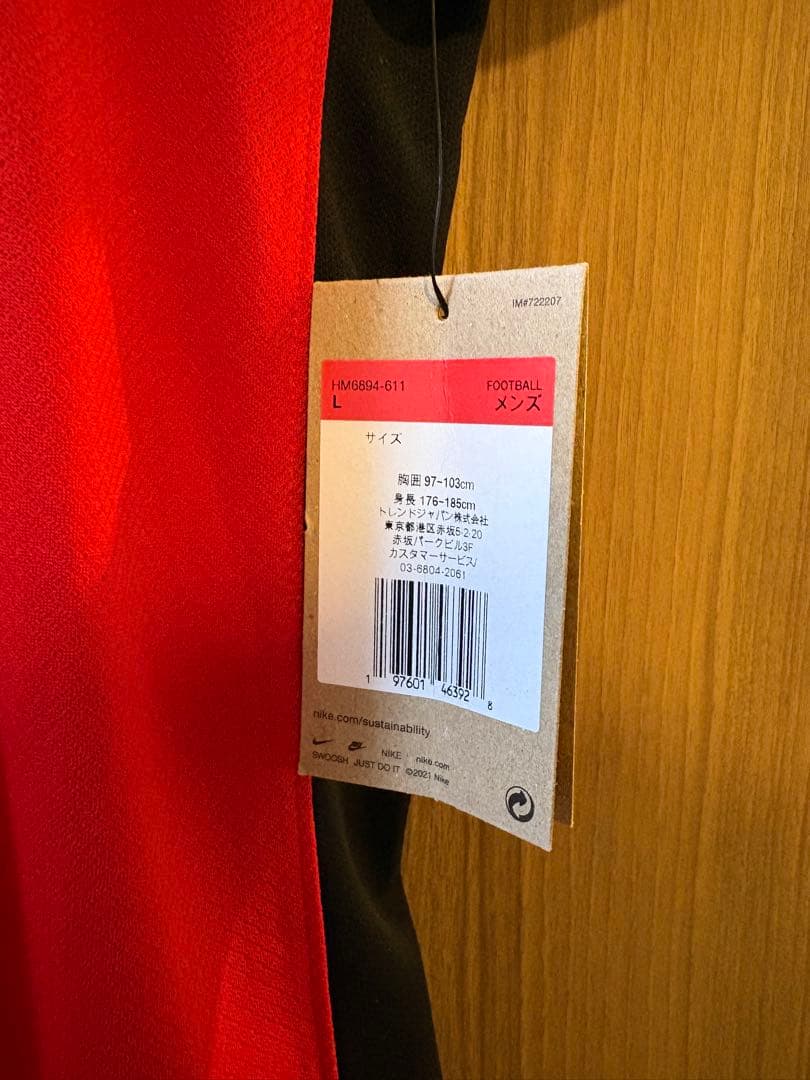 IM#722207
HM6894-611 FOOTBALL
L メンズ
サイズ
胸囲 97-103cm
身長 176-185cm
トレンドジャパン株式会社
東京都港区赤坂5-2-20
赤坂パークビル3F
カスタマーサービス/
03-6804-2061
1 97601 46392 8
nike.com/sustainability
NIKE . nike.com
SWOOSH JUST DO IT ©2021 Nike